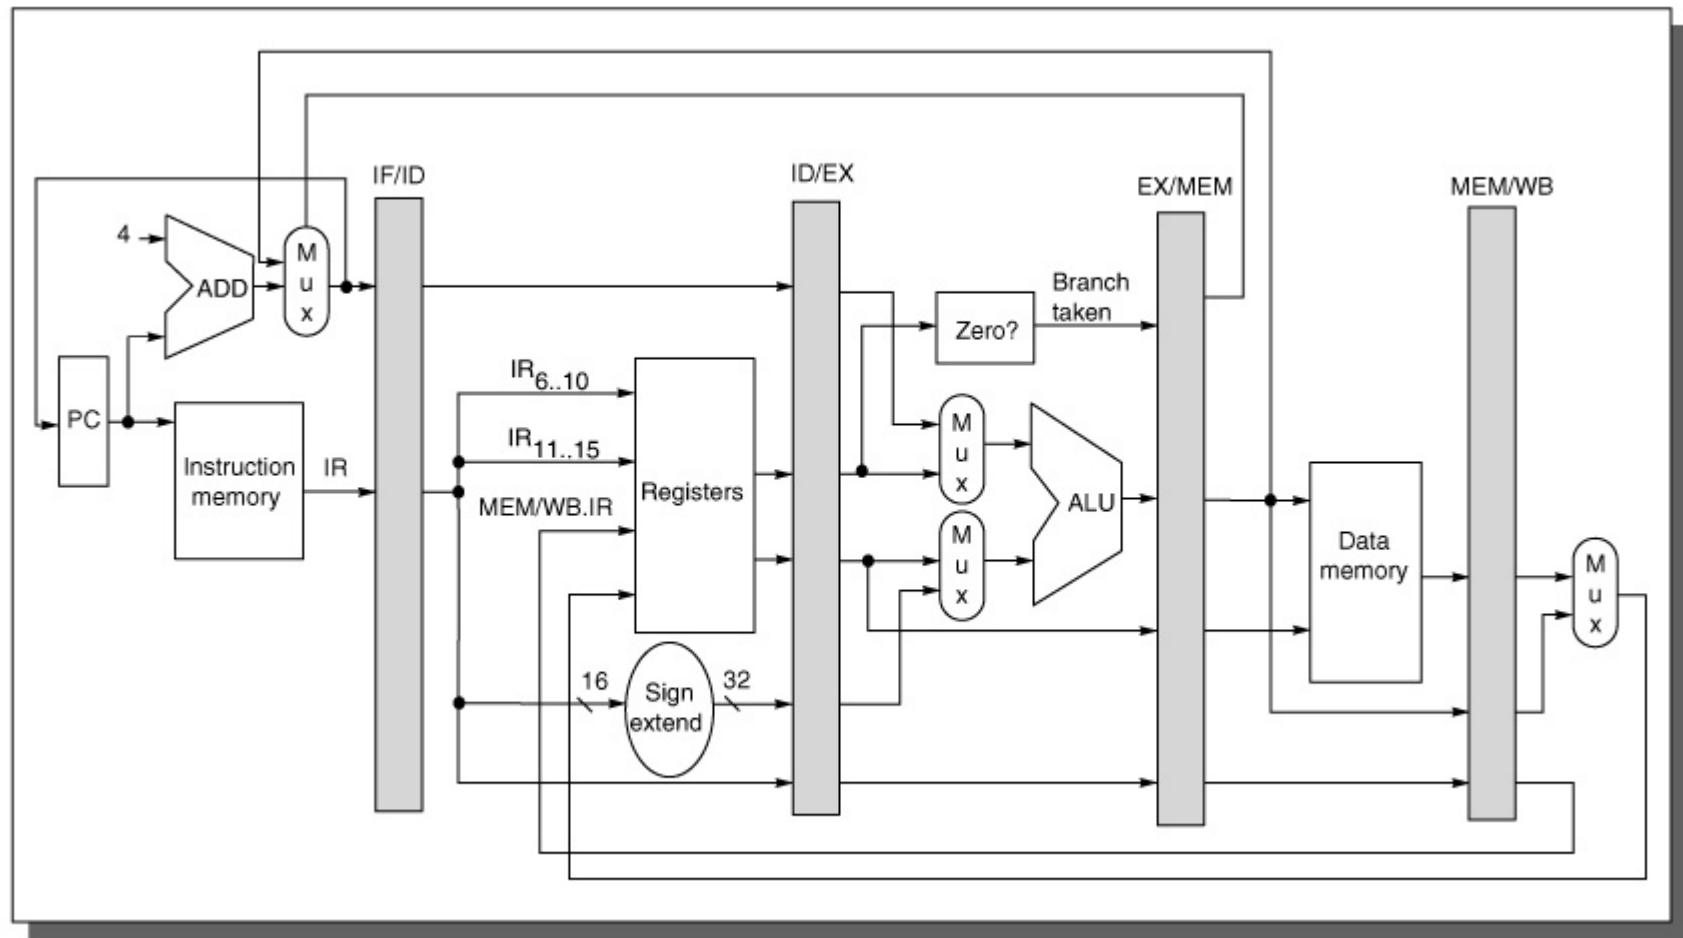 IF/ID
ID/EX
EX/MEM
MEM/WB
4
ADD
M
u
x
PC
Instruction
memory
IR
IR6..10
IR11..15
MEM/WB.IR
Registers
16
Sign
extend
32
Zero?
Branch
taken
M
u
x
M
u
x
ALU
Data
memory
M
u
x